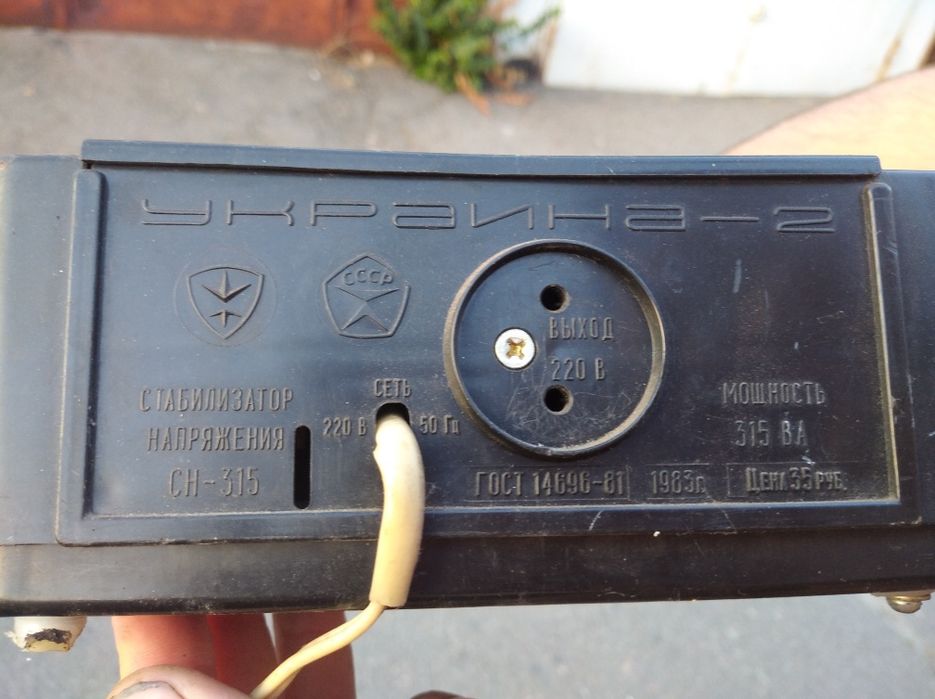 УКРАИНА-2
СССР
ВЫХОД
220 В
СТАБИЛИЗАТОР
НАПРЯЖЕНИЯ
СН-315
СЕТЬ
220 В 50 Гц
МОЩНОСТЬ
315 ВА
ГОСТ 14696-81 1983г. ЦЕНА 35 РУБ.